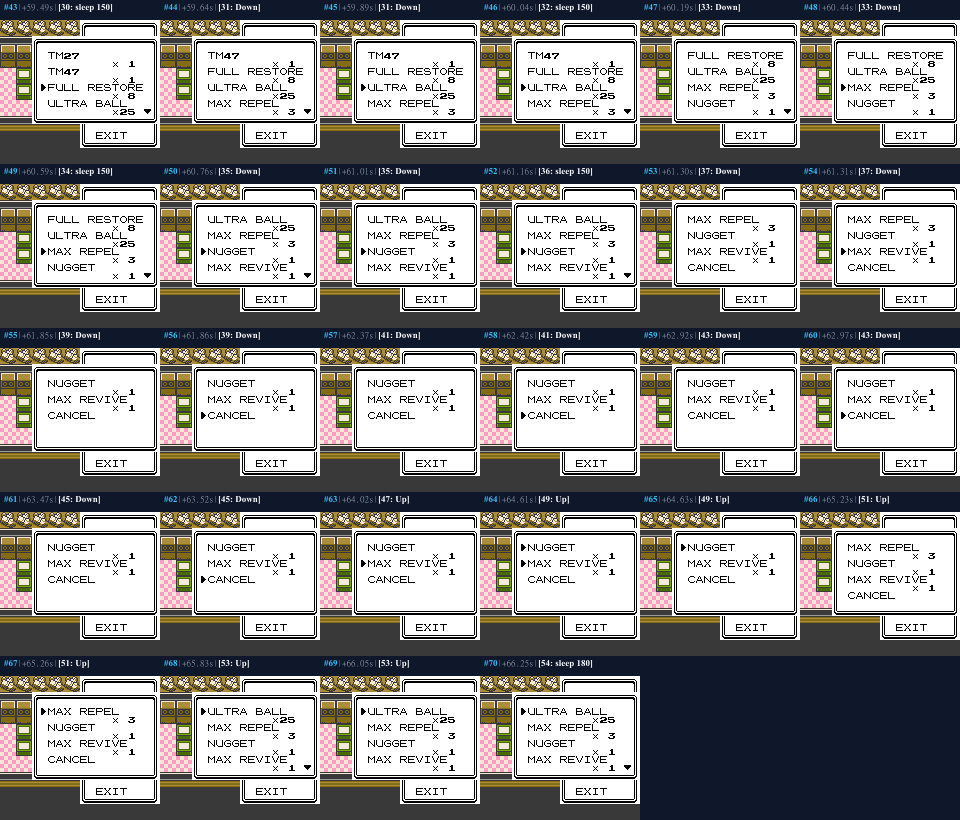 #43|+59.49s| [30: sleep 150]
TM27
× 1
TM47
× 1
▶FULL RESTORE
× 8
ULTRA BALL
×25 ▼
EXIT
#44|+59.64s| [31: Down]
TM47
× 1
FULL RESTORE
× 8
ULTRA BALL
×25
MAX REPEL
× 3 ▼
EXIT
#45|+59.89s| [31: Down]
TM47
× 1
FULL RESTORE
× 8
▶ULTRA BALL
×25
MAX REPEL
× 3
EXIT
#46|+60.04s| [32: sleep 150]
TM47
× 1
FULL RESTORE
× 8
▶ULTRA BALL
×25
MAX REPEL
× 3 ▼
EXIT
#47|+60.19s| [33: Down]
FULL RESTORE
× 8
ULTRA BALL
×25
MAX REPEL
× 3
NUGGET
× 1 ▼
EXIT
#48|+60.44s| [33: Down]
FULL RESTORE
× 8
ULTRA BALL
×25
▶MAX REPEL
× 3
NUGGET
× 1
EXIT
#49|+60.59s| [34: sleep 150]
FULL RESTORE
× 8
ULTRA BALL
×25
▶MAX REPEL
× 3
NUGGET
× 1 ▼
EXIT
#50|+60.76s| [35: Down]
ULTRA BALL
×25
MAX REPEL
× 3
▶NUGGET
× 1
MAX REVIVE
× 1 ▼
EXIT
#51|+61.01s| [35: Down]
ULTRA BALL
×25
MAX REPEL
× 3
▶NUGGET
× 1
MAX REVIVE
× 1
EXIT
#52|+61.16s| [36: sleep 150]
ULTRA BALL
×25
MAX REPEL
× 3
▶NUGGET
× 1
MAX REVIVE
× 1 ▼
EXIT
#53|+61.30s| [37: Down]
MAX REPEL
× 3
NUGGET
× 1
MAX REVIVE
× 1
CANCEL
EXIT
#54|+61.31s| [37: Down]
MAX REPEL
× 3
NUGGET
× 1
▶MAX REVIVE
× 1
CANCEL
EXIT
#55|+61.85s| [39: Down]
NUGGET
× 1
MAX REVIVE
× 1
CANCEL
EXIT
#56|+61.86s| [39: Down]
NUGGET
× 1
MAX REVIVE
× 1
▶CANCEL
EXIT
#57|+62.37s| [41: Down]
NUGGET
× 1
MAX REVIVE
× 1
CANCEL
EXIT
#58|+62.42s| [41: Down]
NUGGET
× 1
MAX REVIVE
× 1
▶CANCEL
EXIT
#59|+62.92s| [43: Down]
NUGGET
× 1
MAX REVIVE
× 1
CANCEL
EXIT
#60|+62.97s| [43: Down]
NUGGET
× 1
MAX REVIVE
× 1
▶CANCEL
EXIT
#61|+63.47s| [45: Down]
NUGGET
× 1
MAX REVIVE
× 1
CANCEL
EXIT
#62|+63.52s| [45: Down]
NUGGET
× 1
MAX REVIVE
× 1
▶CANCEL
EXIT
#63|+64.02s| [47: Up]
NUGGET
× 1
▶MAX REVIVE
× 1
CANCEL
EXIT
#64|+64.61s| [49: Up]
▶NUGGET
× 1
▶MAX REVIVE
× 1
CANCEL
EXIT
#65|+64.63s| [49: Up]
▶NUGGET
× 1
MAX REVIVE
× 1
CANCEL
EXIT
#66|+65.23s| [51: Up]
MAX REPEL
× 3
NUGGET
× 1
MAX REVIVE
× 1
CANCEL
EXIT
#67|+65.26s| [51: Up]
▶MAX REPEL
× 3
NUGGET
× 1
MAX REVIVE
× 1
CANCEL
EXIT
#68|+65.83s| [53: Up]
▶ULTRA BALL
×25
MAX REPEL
× 3
NUGGET
× 1
MAX REVIVE
× 1 ▼
EXIT
#69|+66.05s| [53: Up]
▶ULTRA BALL
×25
MAX REPEL
× 3
NUGGET
× 1
MAX REVIVE
× 1
EXIT
#70|+66.25s| [54: sleep 180]
▶ULTRA BALL
×25
MAX REPEL
× 3
NUGGET
× 1
MAX REVIVE
× 1 ▼
EXIT